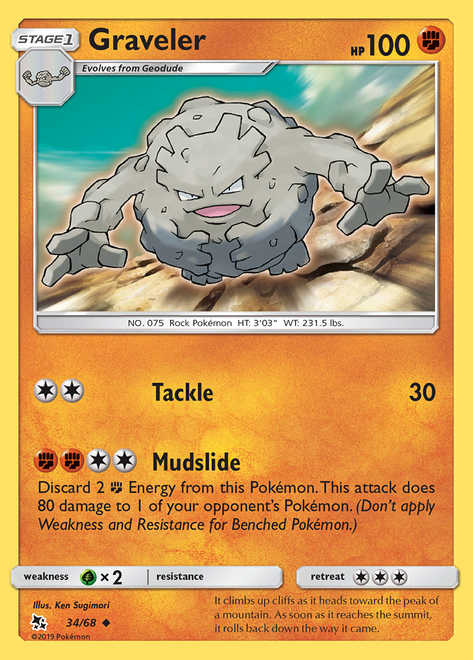 STAGE 1
Graveler
HP 100
Evolves from Geodude
NO. 075 Rock Pokémon HT: 3'03" WT: 231.5 lbs.
Tackle 30
Mudslide
Discard 2 Energy from this Pokémon. This attack does
80 damage to 1 of your opponent's Pokémon. (Don't apply
Weakness and Resistance for Benched Pokémon.)
weakness × 2 resistance retreat
Illus. Ken Sugimori
34/68
©2019 Pokémon
It climbs up cliffs as it heads toward the peak of
a mountain. As soon as it reaches the summit,
it rolls back down the way it came.